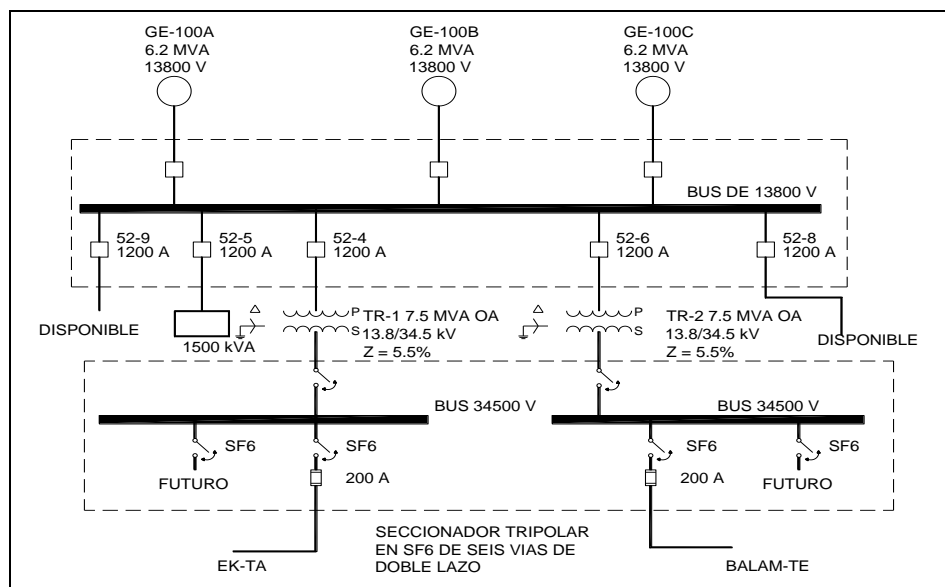 GE-100A
6.2 MVA
13800 V
GE-100B
6.2 MVA
13800 V
GE-100C
6.2 MVA
13800 V
BUS DE 13800 V
52-9
1200 A
52-5
1200 A
52-4
1200 A
52-6
1200 A
52-8
1200 A
DISPONIBLE
1500 kVA
Δ
P
S
TR-1 7.5 MVA OA
13.8/34.5 kV
Z = 5.5%
Δ
P
S
TR-2 7.5 MVA OA
13.8/34.5 kV
Z = 5.5%
DISPONIBLE
BUS 34500 V
BUS 34500 V
SF6
SF6
SF6
SF6
FUTURO
200 A
200 A
FUTURO
SECCIONADOR TRIPOLAR
EN SF6 DE SEIS VIAS DE
DOBLE LAZO
EK-TA
BALAM-TE